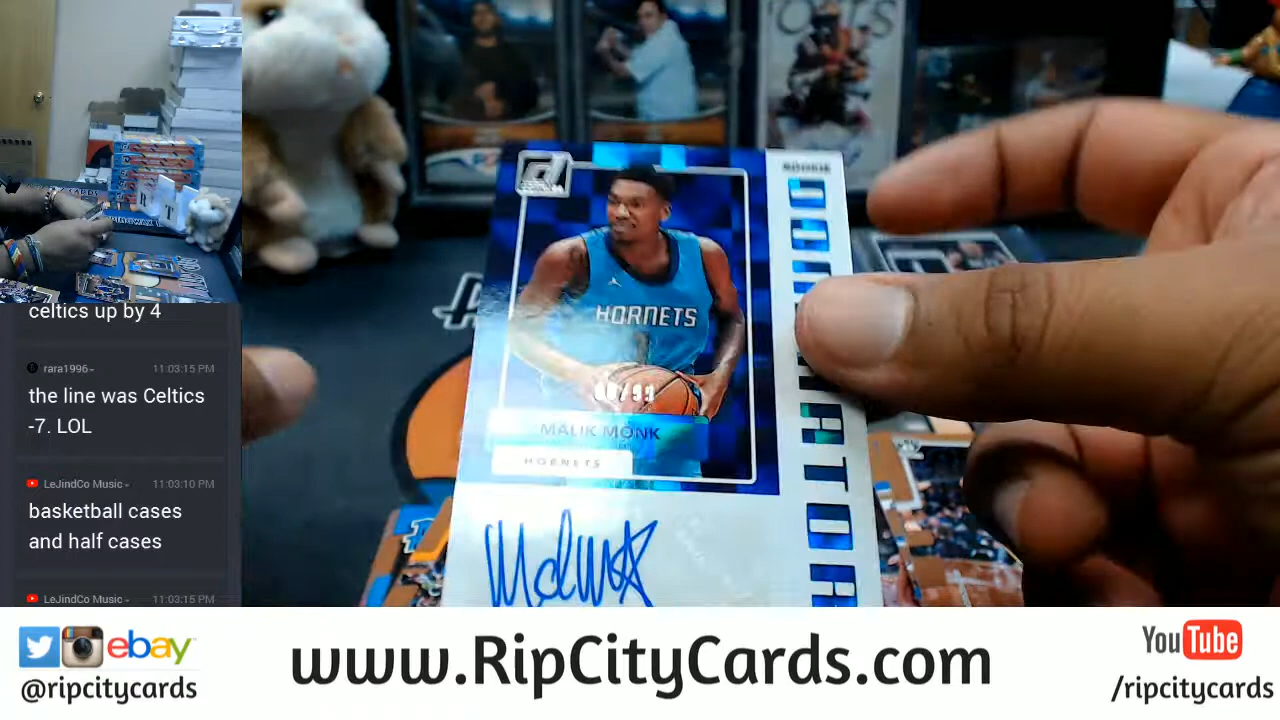 celtics up by 4
rara1996
11:03:15 PM
the line was Celtics
-7. LOL
LeJindCo Music
11:03:10 PM
basketball cases
and half cases
LeJindCo Music
11:03:15 PM
ROOKIE
HORNETS
MALIK MONK
HORNETS
ebay
@ripcitycards
www.RipCityCards.com
YouTube
/ripcitycards